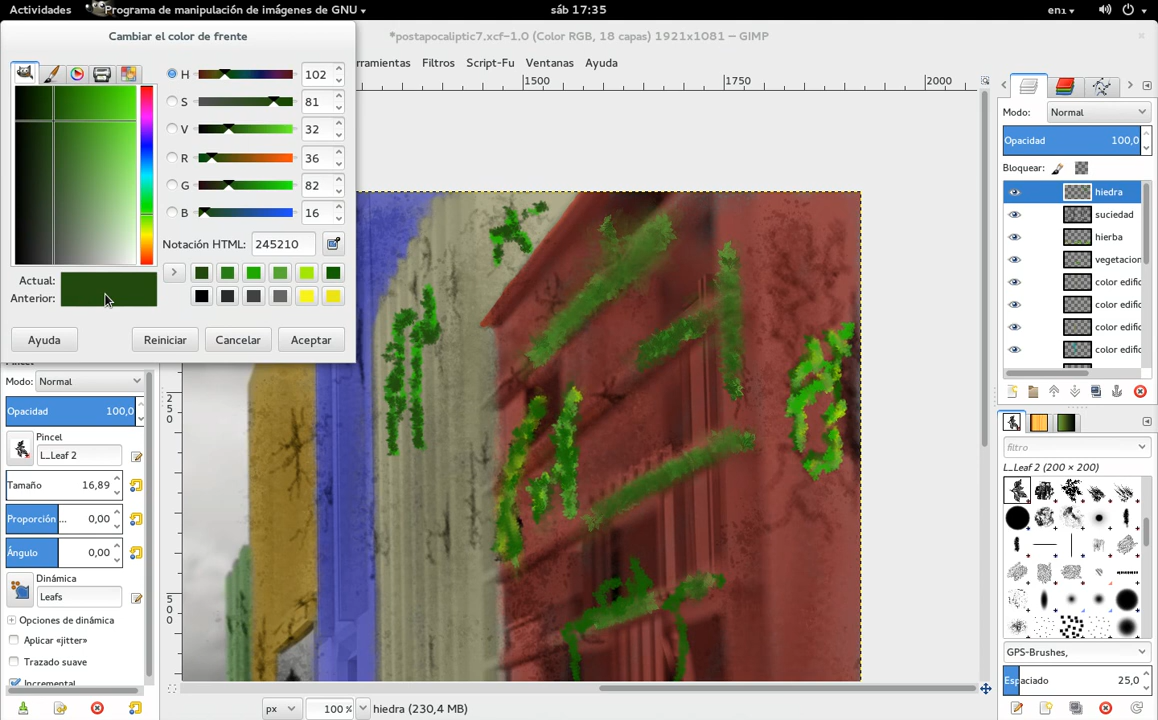 Actividades
Programa de manipulación de imágenes de GNU
sáb 17:35
en₁
Cambiar el color de frente
*postapocaliptic7.xcf-1.0 (Color RGB, 18 capas) 1921x1081 – GIMP
rramientas Filtros Script-Fu Ventanas Ayuda
H 102
S 81
V 32
R 36
G 82
B 16
Notación HTML: 245210
Actual:
Anterior:
Ayuda Reiniciar Cancelar Aceptar
1500 1750 2000
Modo: Normal
Opacidad 100,0
Bloquear:
hiedra
suciedad
hierba
vegetacion
color edific
color edific
color edific
color edific
Pincel
Modo: Normal
Opacidad 100,0
Pincel
L_Leaf 2
Tamaño 16,89
Proporción ... 0,00
Ángulo 0,00
Dinámica
Leafs
Opciones de dinámica
Aplicar «jitter»
Trazado suave
Incremental
250
500
filtro
L_Leaf 2 (200 × 200)
GPS-Brushes,
Espaciado 25,0
px 100 % hiedra (230,4 MB)